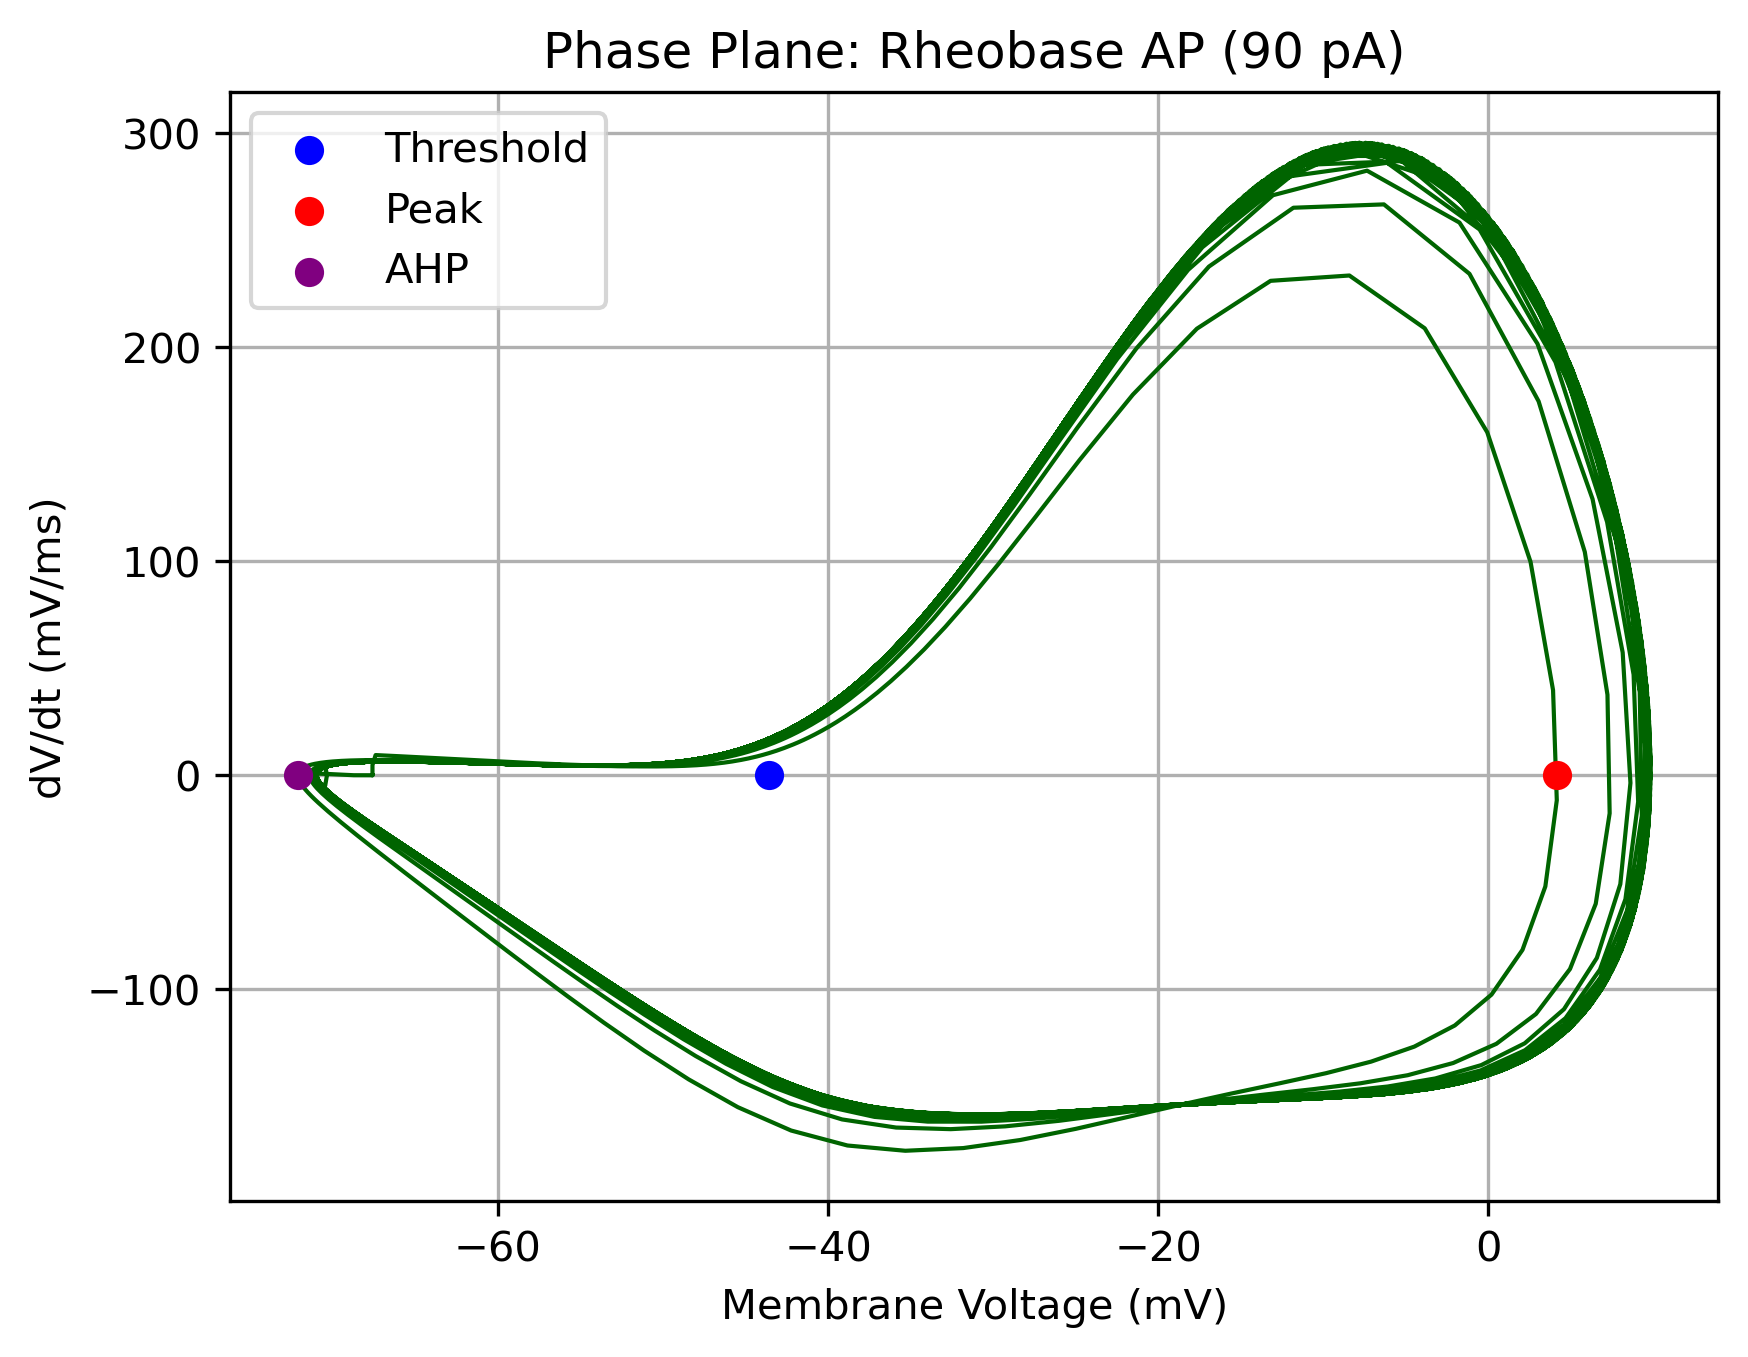 Phase Plane: Rheobase AP (90 pA)
Threshold
Peak
AHP
300
200
100
0
−100
dV/dt (mV/ms)
−60
−40
−20
0
Membrane Voltage (mV)